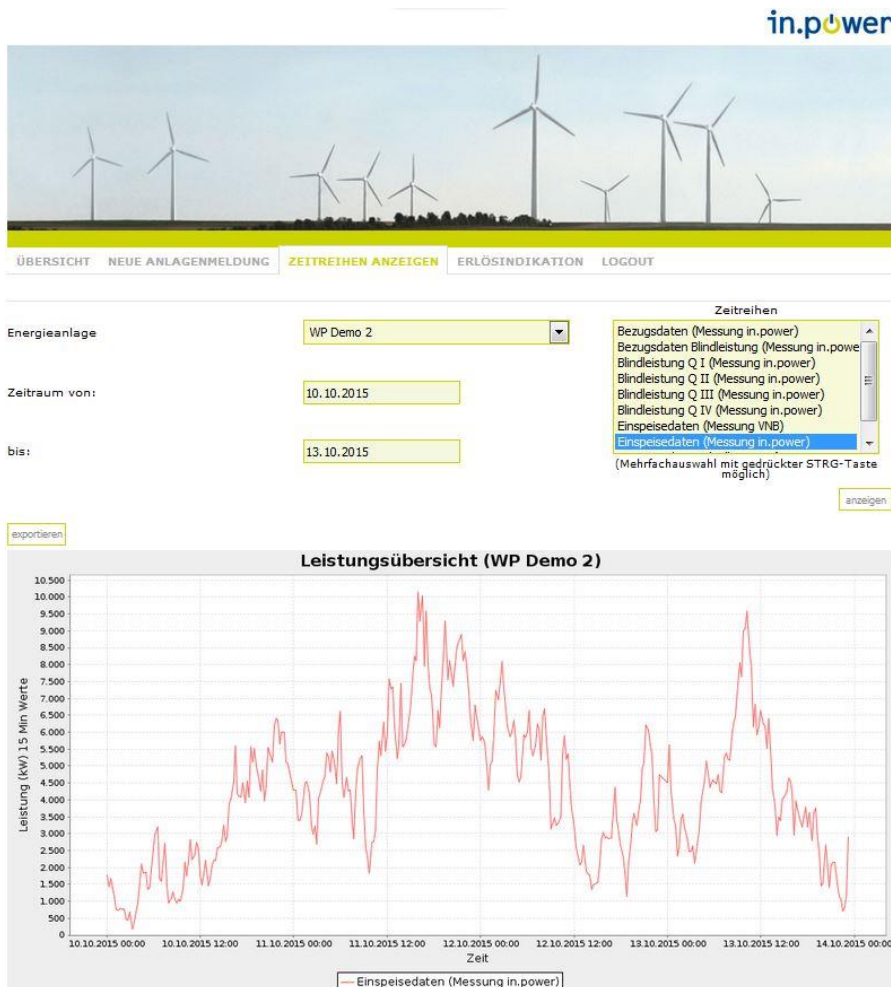 in.power
ÜBERSICHT NEUE ANLAGENMELDUNG ZEITREIHEN ANZEIGEN ERLÖSINDIKATION LOGOUT
Zeitreihen
Energieanlage
WP Demo 2
Bezugsdaten (Messung in.power)
Bezugsdaten Blindleistung (Messung in.powe
Blindleistung Q I (Messung in.power)
Blindleistung Q II (Messung in.power)
Blindleistung Q III (Messung in.power)
Blindleistung Q IV (Messung in.power)
Einspeisedaten (Messung VNB)
Einspeisedaten (Messung in.power)
Zeitraum von:
10.10.2015
bis:
13.10.2015
(Mehrfachauswahl mit gedrückter STRG-Taste
möglich)
anzeigen
exportieren
Leistungsübersicht (WP Demo 2)
Leistung (kW) 15 Min Werte
10.500
10.000
9.500
9.000
8.500
8.000
7.500
7.000
6.500
6.000
5.500
5.000
4.500
4.000
3.500
3.000
2.500
2.000
1.500
1.000
500
0
10.10.2015 00:00 10.10.2015 12:00 11.10.2015 00:00 11.10.2015 12:00 12.10.2015 00:00 12.10.2015 12:00 13.10.2015 00:00 13.10.2015 12:00 14.10.2015 00:00
Zeit
Einspeisedaten (Messung in.power)